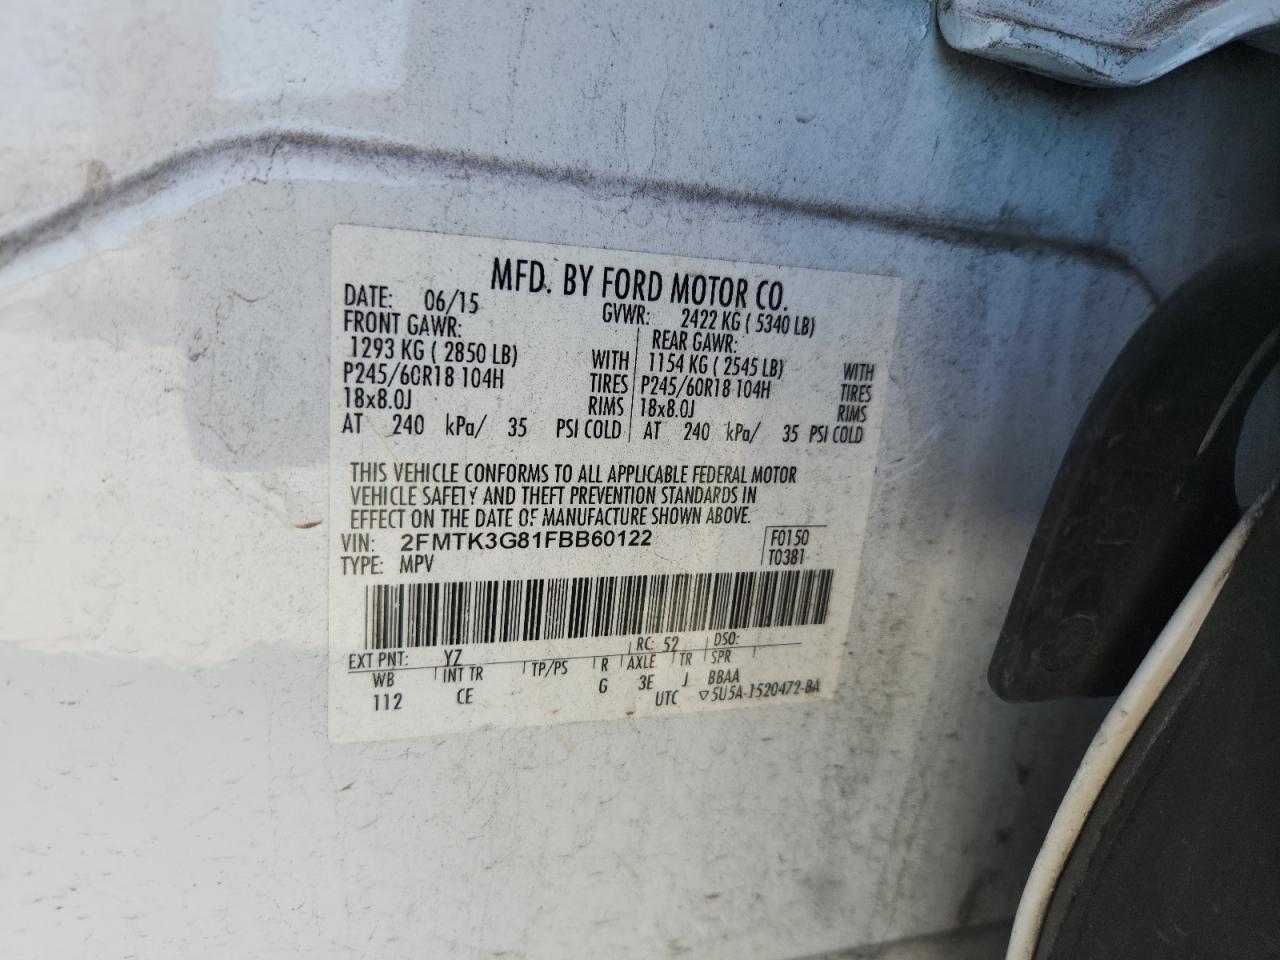 MFD. BY FORD MOTOR CO.
DATE: 06/15 GVWR: 2422 KG ( 5340 LB)
FRONT GAWR: REAR GAWR:
1293 KG ( 2850 LB) WITH 1154 KG ( 2545 LB) WITH
P245/60R18 104H TIRES P245/60R18 104H TIRES
18x8.0J RIMS 18x8.0J RIMS
AT 240 kPa/ 35 PSI COLD AT 240 kPa/ 35 PSI COLD
THIS VEHICLE CONFORMS TO ALL APPLICABLE FEDERAL MOTOR
VEHICLE SAFETY AND THEFT PREVENTION STANDARDS IN
EFFECT ON THE DATE OF MANUFACTURE SHOWN ABOVE.
VIN: 2FMTK3G81FBB60122 F0150
TYPE: MPV T0381
EXT PNT: YZ RC: 52 DSO:
WB INT TR TP/PS R AXLE TR SPR
112 CE G 3E J BBAA
UTC ▽5U5A-1520472-BA